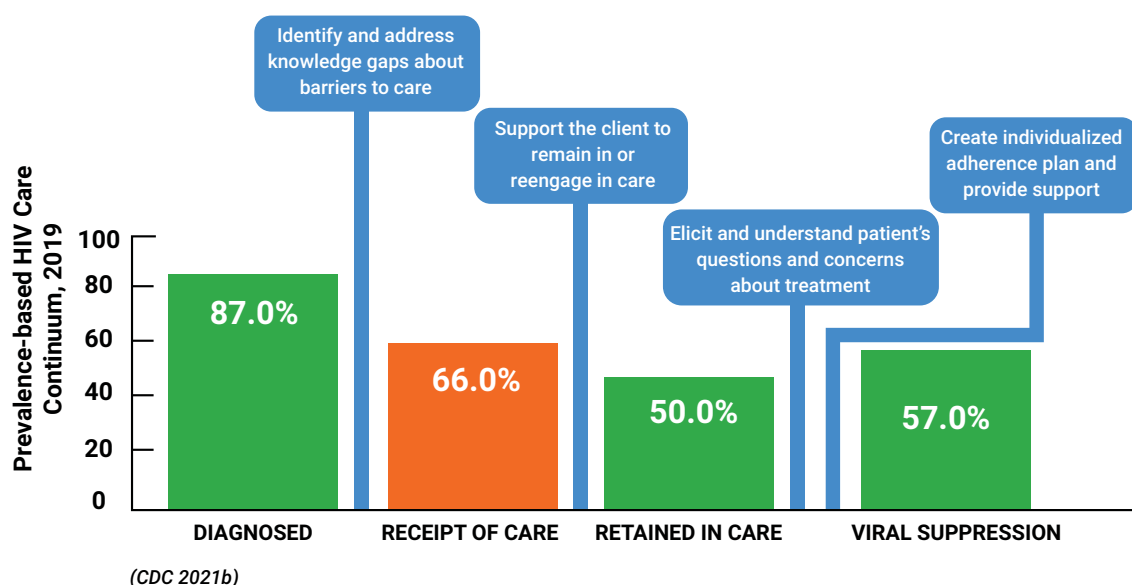 Identify and address
knowledge gaps about
barriers to care
Support the client to
remain in or
reengage in care
Elicit and understand patient’s
questions and concerns
about treatment
Create individualized
adherence plan and
provide support
Prevalence-based HIV Care
Continuum, 2019
100
80
60
40
20
0
87.0%
66.0%
50.0%
57.0%
DIAGNOSED
RECEIPT OF CARE
RETAINED IN CARE
VIRAL SUPPRESSION
(CDC 2021b)